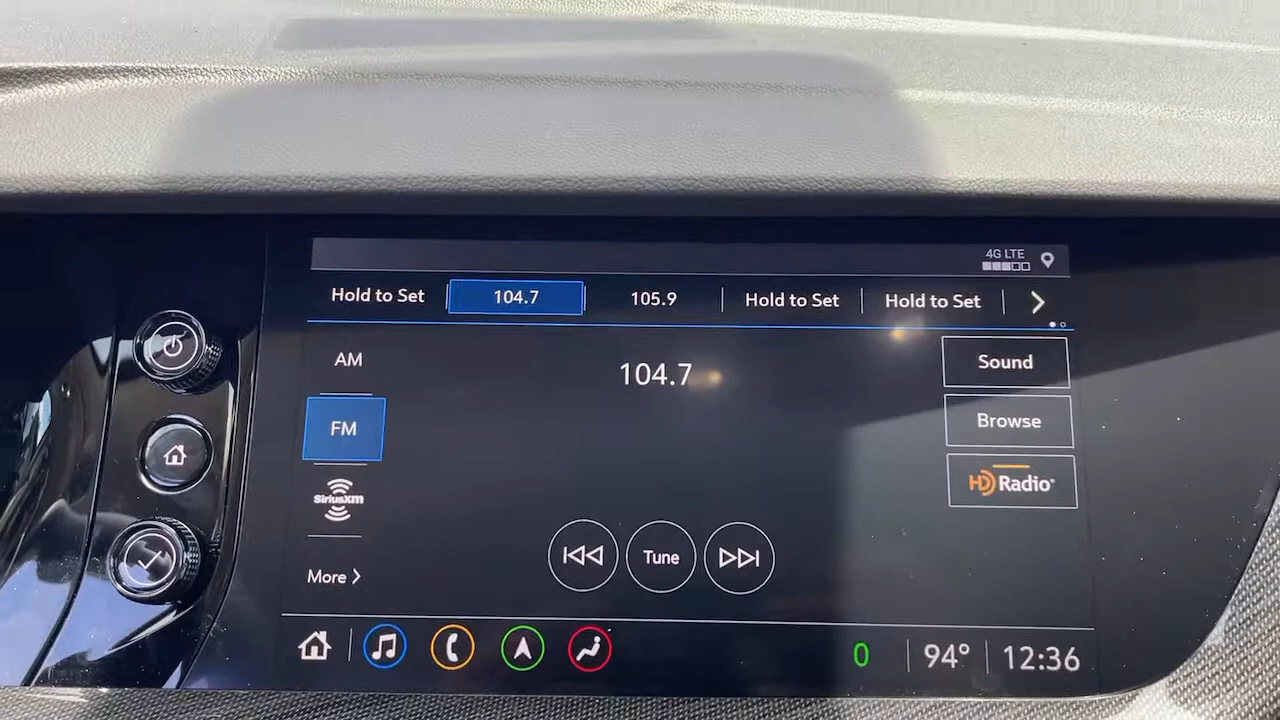 4G LTE
Hold to Set
104.7
105.9
Hold to Set
Hold to Set
AM
104.7
Sound
FM
Browse
SiriusXM
HD Radio
Tune
More
0
94°
12:36